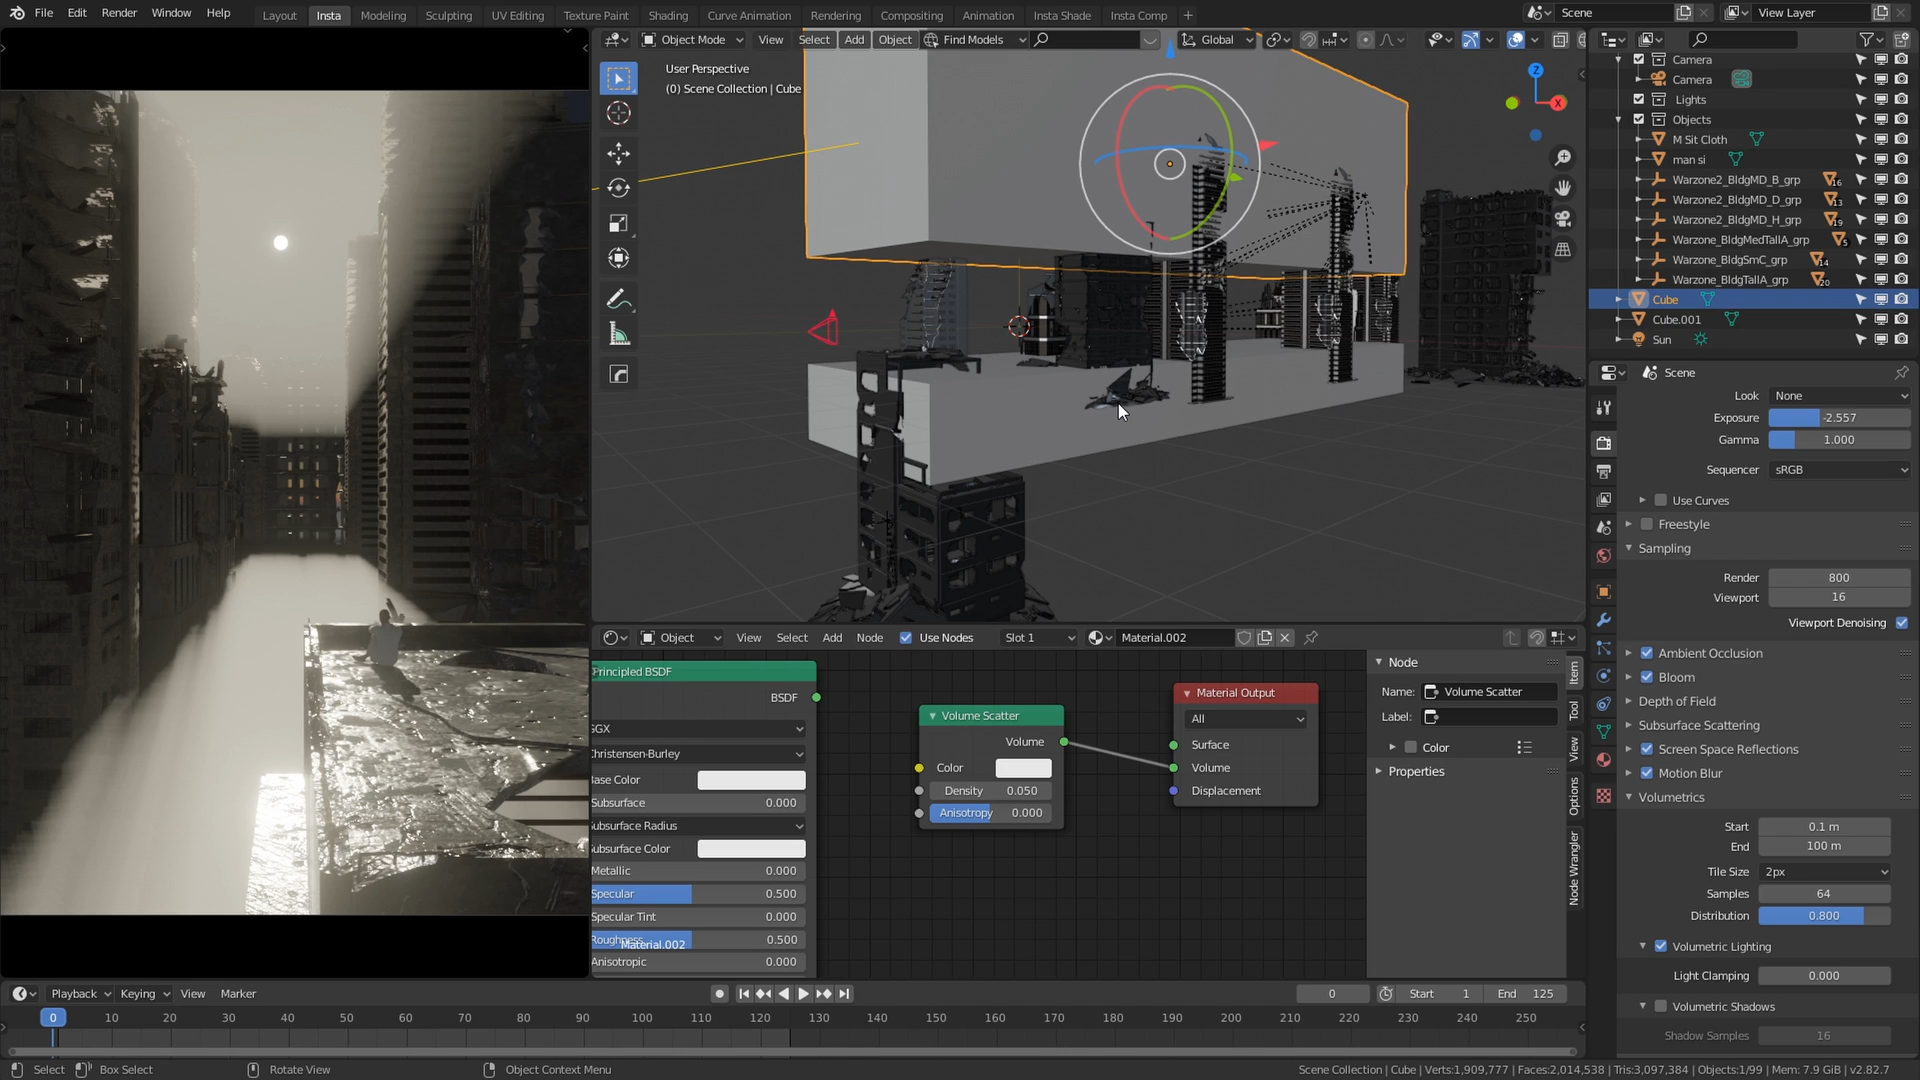 File Edit Render Window Help Layout Insta Modeling Sculpting UV Editing Texture Paint Shading Curve Animation Rendering Compositing Animation Insta Shade Insta Comp + Scene View Layer
Object Mode View Select Add Object Find Models Global
User Perspective
(0) Scene Collection | Cube
Z
X
Camera
Camera
Lights
Objects
M Sit Cloth
man si
Warzone2_BldgMD_B_grp 16
Warzone2_BldgMD_D_grp 13
Warzone2_BldgMD_H_grp 19
Warzone_BldgMedTallA_grp 5
Warzone_BldgSmC_grp 14
Warzone_BldgTallA_grp 20
Cube
Cube.001
Sun
Scene
Look None
Exposure -2.557
Gamma 1.000
Sequencer sRGB
Use Curves
Freestyle
Sampling
Render 800
Viewport 16
Viewport Denoising
Ambient Occlusion
Bloom
Depth of Field
Subsurface Scattering
Screen Space Reflections
Motion Blur
Volumetrics
Start 0.1 m
End 100 m
Tile Size 2px
Samples 64
Distribution 0.800
Volumetric Lighting
Light Clamping 0.000
Volumetric Shadows
Shadow Samples 16
Object View Select Add Node Use Nodes Slot 1 Material.002
Principled BSDF
BSDF
GGX
Christensen-Burley
Base Color
Subsurface 0.000
Subsurface Radius
Subsurface Color
Metallic 0.000
Specular 0.500
Specular Tint 0.000
Roughness 0.500
Material.002
Anisotropic 0.000
Volume Scatter
Volume
Color
Density 0.050
Anisotropy 0.000
Material Output
All
Surface
Volume
Displacement
Node
Name: Volume Scatter
Label:
Color
Properties
Item
Tool
View
Options
Node Wrangler
Playback Keying View Marker 0 Start 1 End 125
0 10 20 30 40 50 60 70 80 90 100 110 120 130 140 150 160 170 180 190 200 210 220 230 240 250
Select Box Select Rotate View Object Context Menu Scene Collection | Cube | Verts:1,909,777 | Faces:2,014,538 | Tris:3,097,384 | Objects:1/99 | Mem: 7.9 GiB | v2.82.7